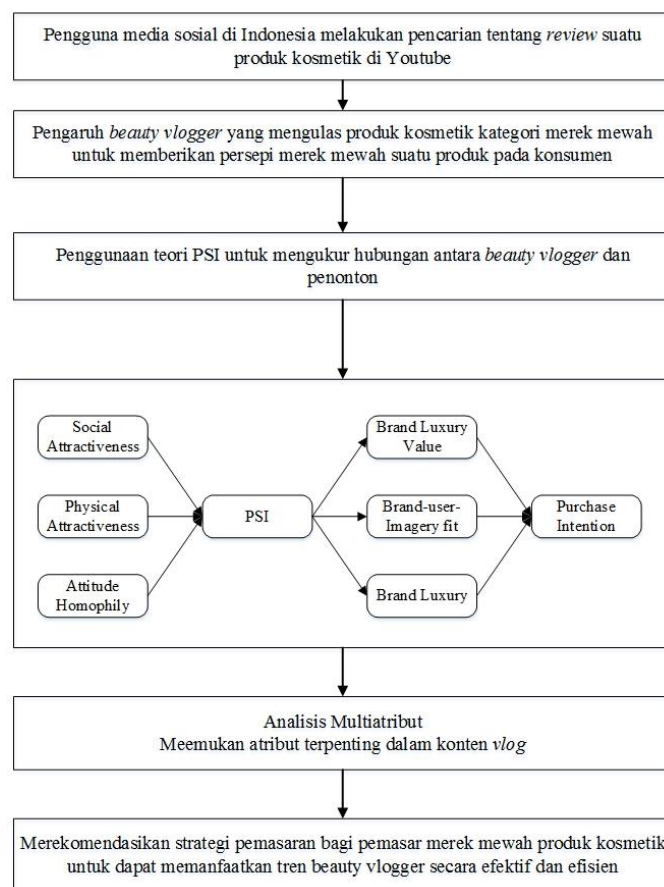 Pengguna media sosial di Indonesia melakukan pencarian tentang review suatu
produk kosmetik di Youtube
Pengaruh beauty vlogger yang mengulas produk kosmetik kategori merek mewah
untuk memberikan persepi merek mewah suatu produk pada konsumen
Penggunaan teori PSI untuk mengukur hubungan antara beauty vlogger dan
penonton
Social
Attractiveness
Physical
Attractiveness
Attitude
Homophily
PSI
Brand Luxury
Value
Brand-user-
Imagery fit
Brand Luxury
Purchase
Intention
Analisis Multiatribut
Meemukan atribut terpenting dalam konten vlog
Merekomendasikan strategi pemasaran bagi pemasar merek mewah produk kosmetik
untuk dapat memanfaatkan tren beauty vlogger secara efektif dan efisien